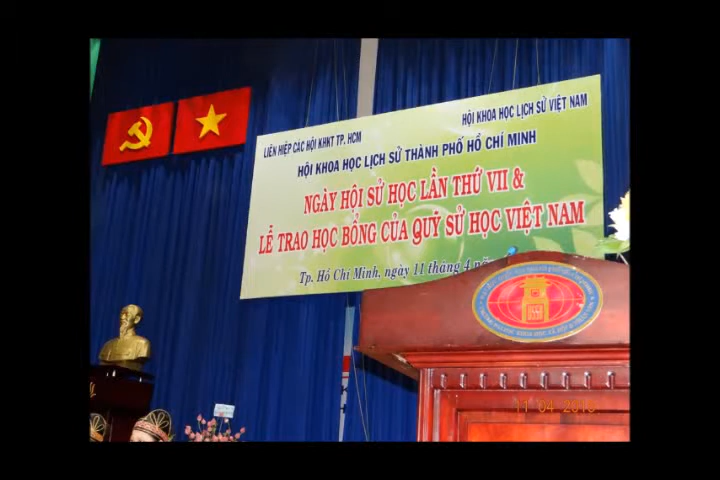 LIÊN HIỆP CÁC HỘI KHKT TP. HCM
HỘI KHOA HỌC LỊCH SỬ VIỆT NAM
HỘI KHOA HỌC LỊCH SỬ THÀNH PHỐ HỒ CHÍ MINH
NGÀY HỘI SỬ HỌC LẦN THỨ VII &
LỄ TRAO HỌC BỔNG CỦA QUỸ SỬ HỌC VIỆT NAM
Tp. Hồ Chí Minh, ngày 11 tháng 4
11 04